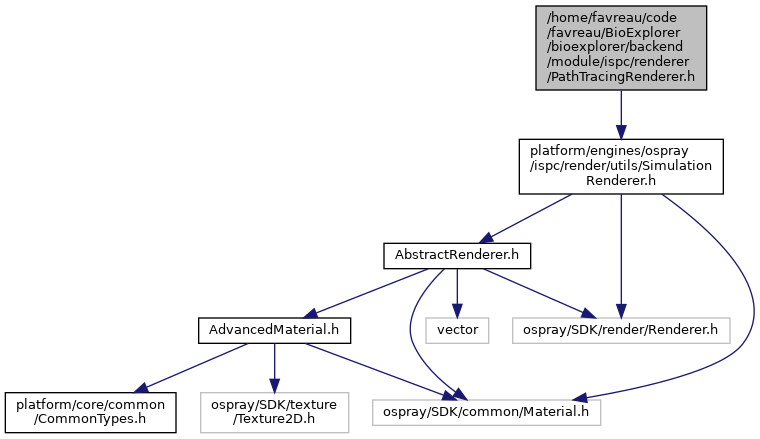 /home/favreau/code
/favreau/BioExplorer
/bioexplorer/backend
/module/ispc/renderer
/PathTracingRenderer.h
platform/engines/ospray
/ispc/render/utils/Simulation
Renderer.h
AbstractRenderer.h
AdvancedMaterial.h
vector
ospray/SDK/render/Renderer.h
platform/core/common
/CommonTypes.h
ospray/SDK/texture
/Texture2D.h
ospray/SDK/common/Material.h